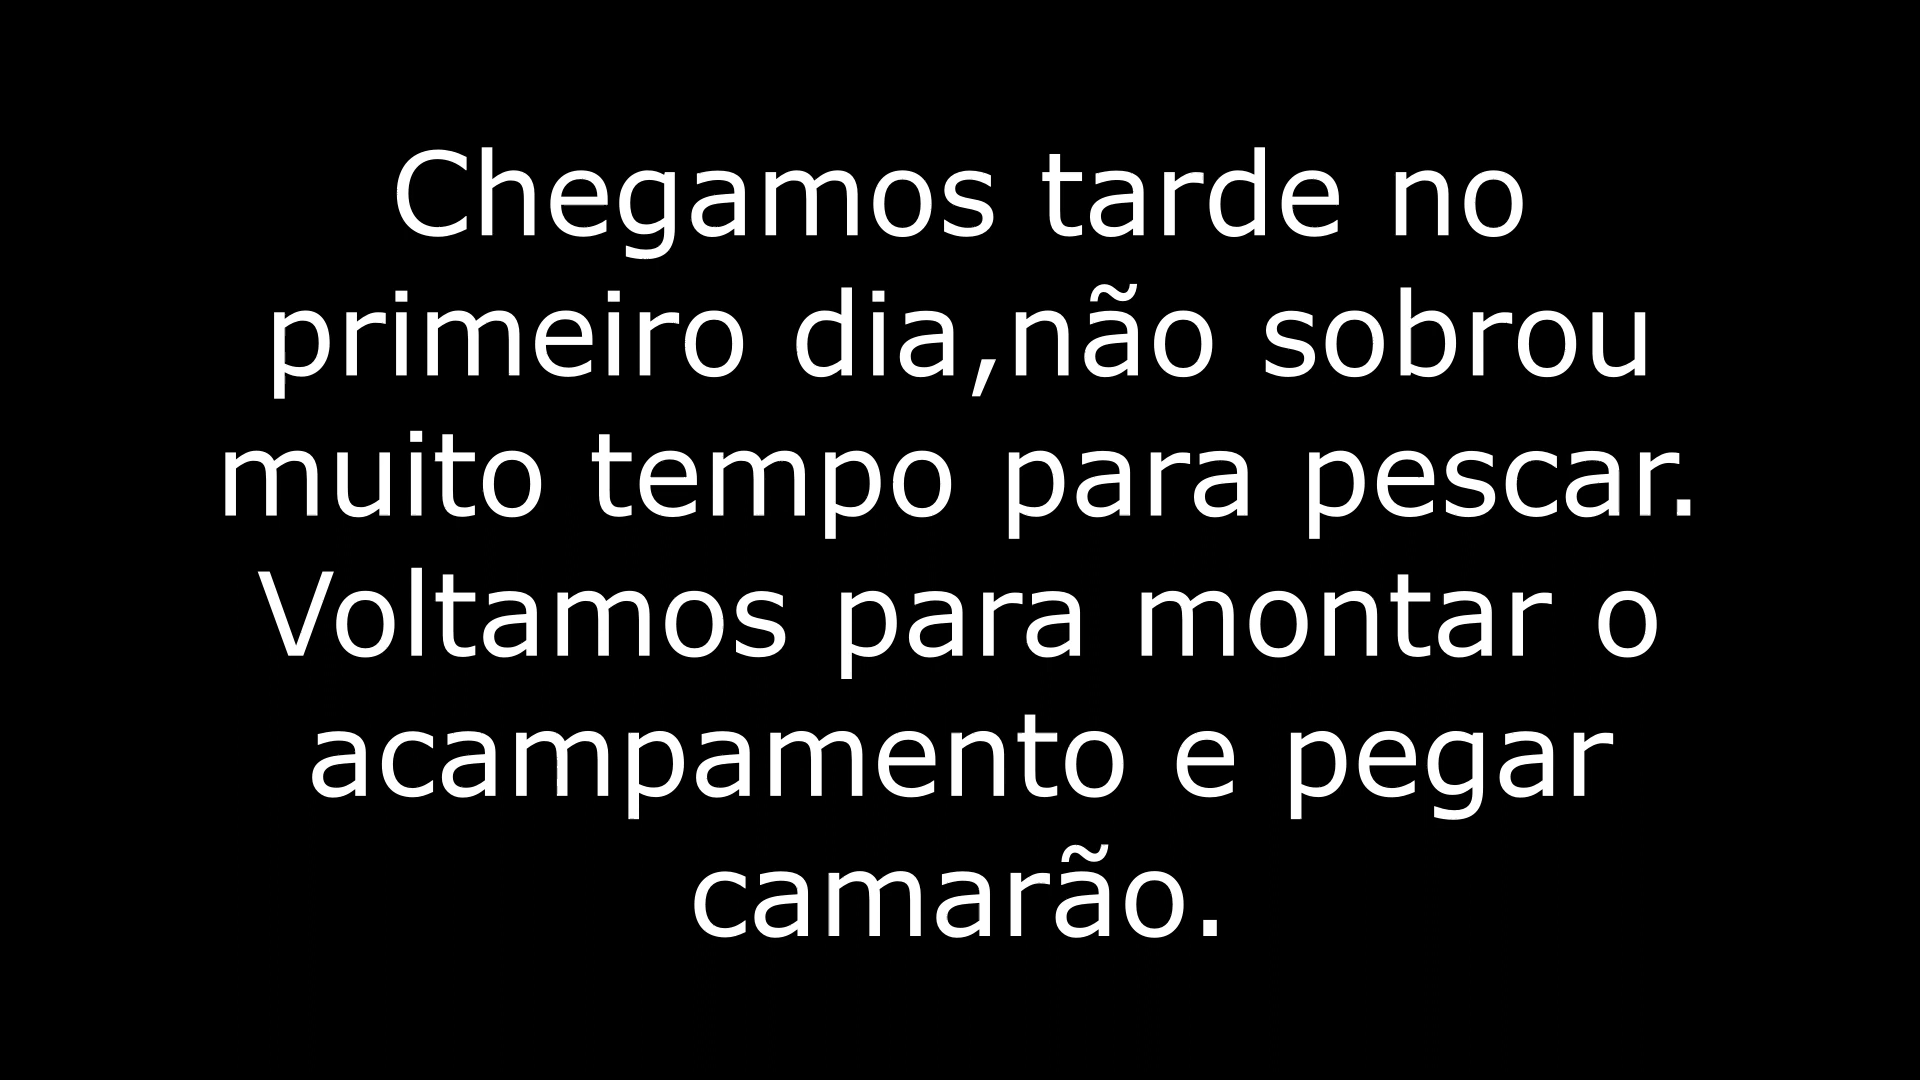 Chegamos tarde no
primeiro dia,não sobrou
muito tempo para pescar.
Voltamos para montar o
acampamento e pegar
camarão.